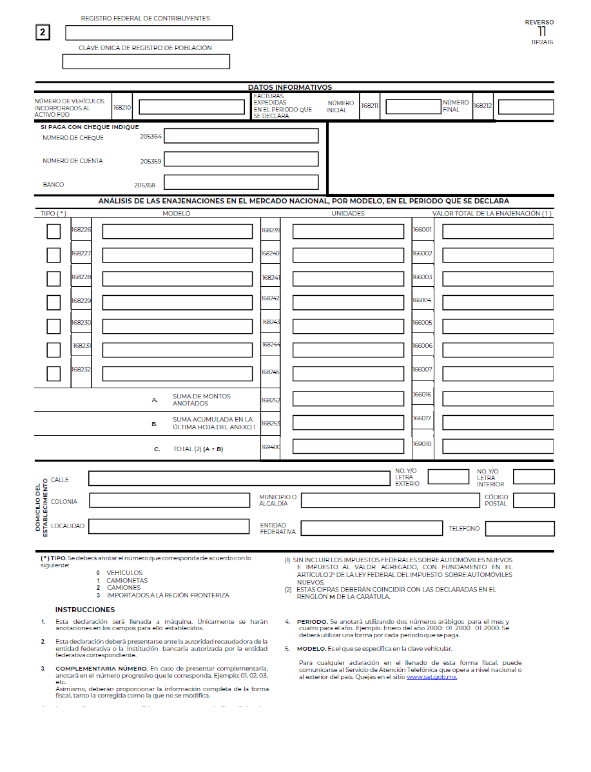 REGISTRO FEDERAL DE CONTRIBUYENTES
REVERSO
2
11
11P2A16
CLAVE ÚNICA DE REGISTRO DE POBLACIÓN
DATOS INFORMATIVOS
NÚMERO DE VEHÍCULOS
INCORPORADOS AL
ACTIVO FIJO
168210
FACTURAS
EXPEDIDAS
EN EL PERIODO QUE
SE DECLARA
NÚMERO
INICIAL
168211
NÚMERO
FINAL
168212
SI PAGA CON CHEQUE INDIQUE
NÚMERO DE CHEQUE 205364
NÚMERO DE CUENTA 205359
BANCO 205358
ANÁLISIS DE LAS ENAJENACIONES EN EL MERCADO NACIONAL, POR MODELO, EN EL PERIODO QUE SE DECLARA
TIPO (*) MODELO UNIDADES VALOR TOTAL DE LA ENAJENACIÓN (1)
168226 168239 166001
168227 168240 166002
168228 168241 166003
168229 168242 166004
168230 168243 166005
168231 168244 166006
168232 168245 166007
A. SUMA DE MONTOS
ANOTADOS
168252 166016
B. SUMA ACUMULADA EN LA
ÚLTIMA HOJA DEL ANEXO 1
168253 166017
C. TOTAL (2) (A + B) 169400 169010
DOMICILIO DEL
ESTABLECIMIENTO
CALLE
NO. Y/O
LETRA
EXTERIO
NO. Y/O
LETRA
INTERIOR
COLONIA
MUNICIPIO O
ALCALDÍA
CÓDIGO
POSTAL
LOCALIDAD
ENTIDAD
FEDERATIVA
TELEFONO
(*) TIPO. Se deberá anotar el número que corresponda de acuerdo con lo
siguiente:
0 VEHÍCULOS
1 CAMIONETAS
2 CAMIONES
3 IMPORTADOS A LA REGIÓN FRONTERIZA
(1) SIN INCLUIR LOS IMPUESTOS FEDERALES SOBRE AUTOMÓVILES NUEVOS
E IMPUESTO AL VALOR AGREGADO, CON FUNDAMENTO EN EL
ARTÍCULO 2º DE LA LEY FEDERAL DEL IMPUESTO SOBRE AUTOMÓVILES
NUEVOS.
(2) ESTAS CIFRAS DEBERÁN COINCIDIR CON LAS DECLARADAS EN EL
RENGLÓN M DE LA CARÁTULA.
INSTRUCCIONES
1. Esta declaración será llenada a máquina. Únicamente se harán
anotaciones en los campos para ello establecidos.
2. Esta declaración deberá presentarse ante la autoridad recaudadora de la
entidad federativa o la institución bancaria autorizada por la entidad
federativa correspondiente.
3. COMPLEMENTARIA NÚMERO. En caso de presentar complementaria,
anotará en el número progresivo que le corresponda. Ejemplo: 01, 02, 03,
etc.
Asimismo, deberán proporcionar la información completa de la forma
fiscal, tanto la corregida como la que no se modifica.
4. PERIODO. Se anotará utilizando dos números arábigos para el mes y
cuatro para el año. Ejemplo: Enero del año 2000: 01 2000 - 01 2000. Se
deberá utilizar una forma por cada periodo que se paga.
5. MODELO. Es el que se especifica en la clave vehicular.
Para cualquier aclaración en el llenado de esta forma fiscal, puede
comunicarse al Servicio de Atención Telefónica que opera a nivel nacional o
al exterior del país. Quejas en el sitio www.sat.gob.mx.